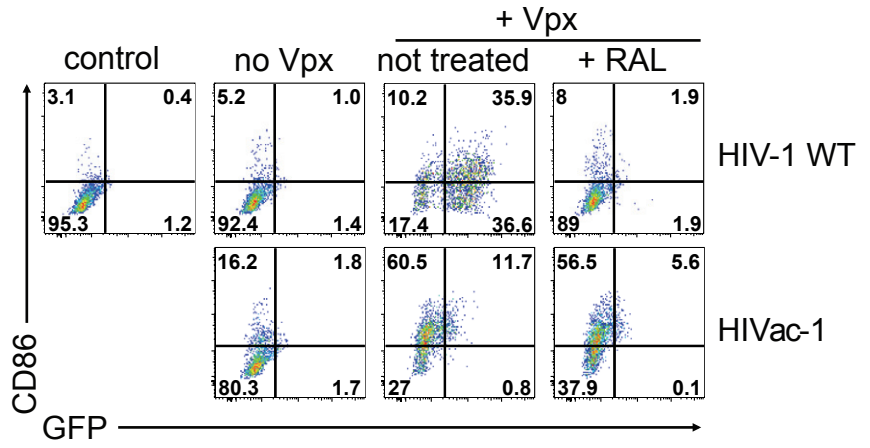 + Vpx
control no Vpx not treated + RAL
3.1 0.4 5.2 1.0 10.2 35.9 8 1.9
HIV-1 WT
95.3 1.2 92.4 1.4 17.4 36.6 89 1.9
16.2 1.8 60.5 11.7 56.5 5.6
HIVac-1
80.3 1.7 27 0.8 37.9 0.1
CD86
GFP